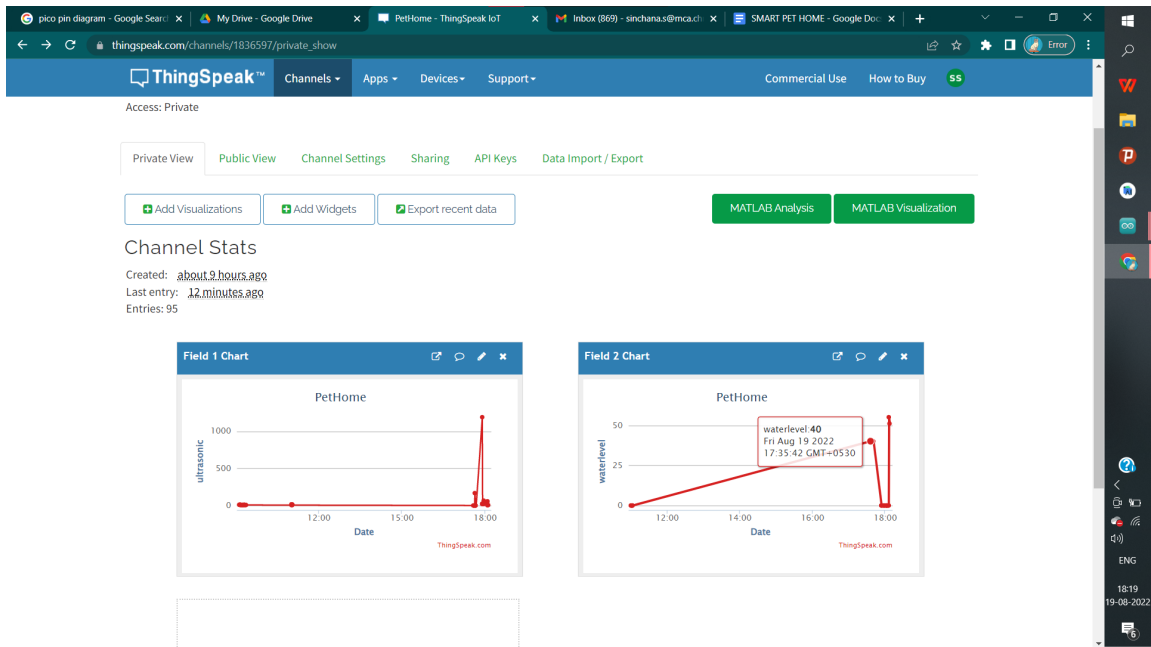 pico pin diagram - Google Searc
My Drive - Google Drive
PetHome - ThingSpeak IoT
Inbox (869) - sinchana.s@mca.ch
SMART PET HOME - Google Doc
thingspeak.com/channels/1836597/private_show
Error
ThingSpeak™
Channels
Apps
Devices
Support
Commercial Use
How to Buy
SS
Access: Private
Private View
Public View
Channel Settings
Sharing
API Keys
Data Import / Export
Add Visualizations
Add Widgets
Export recent data
MATLAB Analysis
MATLAB Visualization
Channel Stats
Created: about 9 hours ago
Last entry: 12 minutes ago
Entries: 95
Field 1 Chart
PetHome
ultrasonic
1000
500
0
12:00
15:00
18:00
Date
ThingSpeak.com
Field 2 Chart
PetHome
waterlevel
50
25
0
waterlevel:40
Fri Aug 19 2022
17:35:42 GMT+0530
12:00
14:00
16:00
18:00
Date
ThingSpeak.com
ENG
18:19
19-08-2022
6